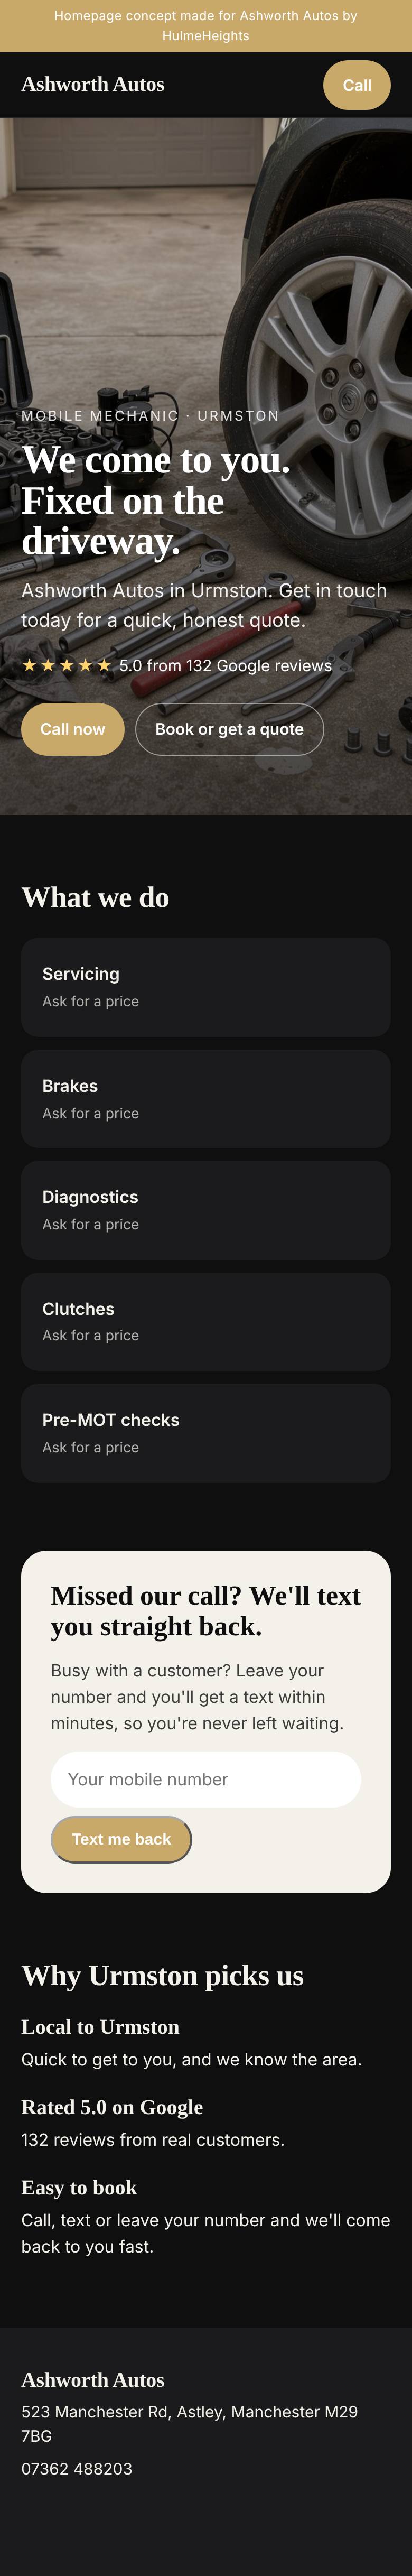 Homepage concept made for Ashworth Autos by
HulmeHeights
Ashworth Autos
Call
MOBILE MECHANIC · URMSTON
We come to you.
Fixed on the
driveway.
Ashworth Autos in Urmston. Get in touch
today for a quick, honest quote.
★★★★★ 5.0 from 132 Google reviews
Call now
Book or get a quote
What we do
Servicing
Ask for a price
Brakes
Ask for a price
Diagnostics
Ask for a price
Clutches
Ask for a price
Pre-MOT checks
Ask for a price
Missed our call? We'll text
you straight back.
Busy with a customer? Leave your
number and you'll get a text within
minutes, so you're never left waiting.
Your mobile number
Text me back
Why Urmston picks us
Local to Urmston
Quick to get to you, and we know the area.
Rated 5.0 on Google
132 reviews from real customers.
Easy to book
Call, text or leave your number and we'll come
back to you fast.
Ashworth Autos
523 Manchester Rd, Astley, Manchester M29
7BG
07362 488203